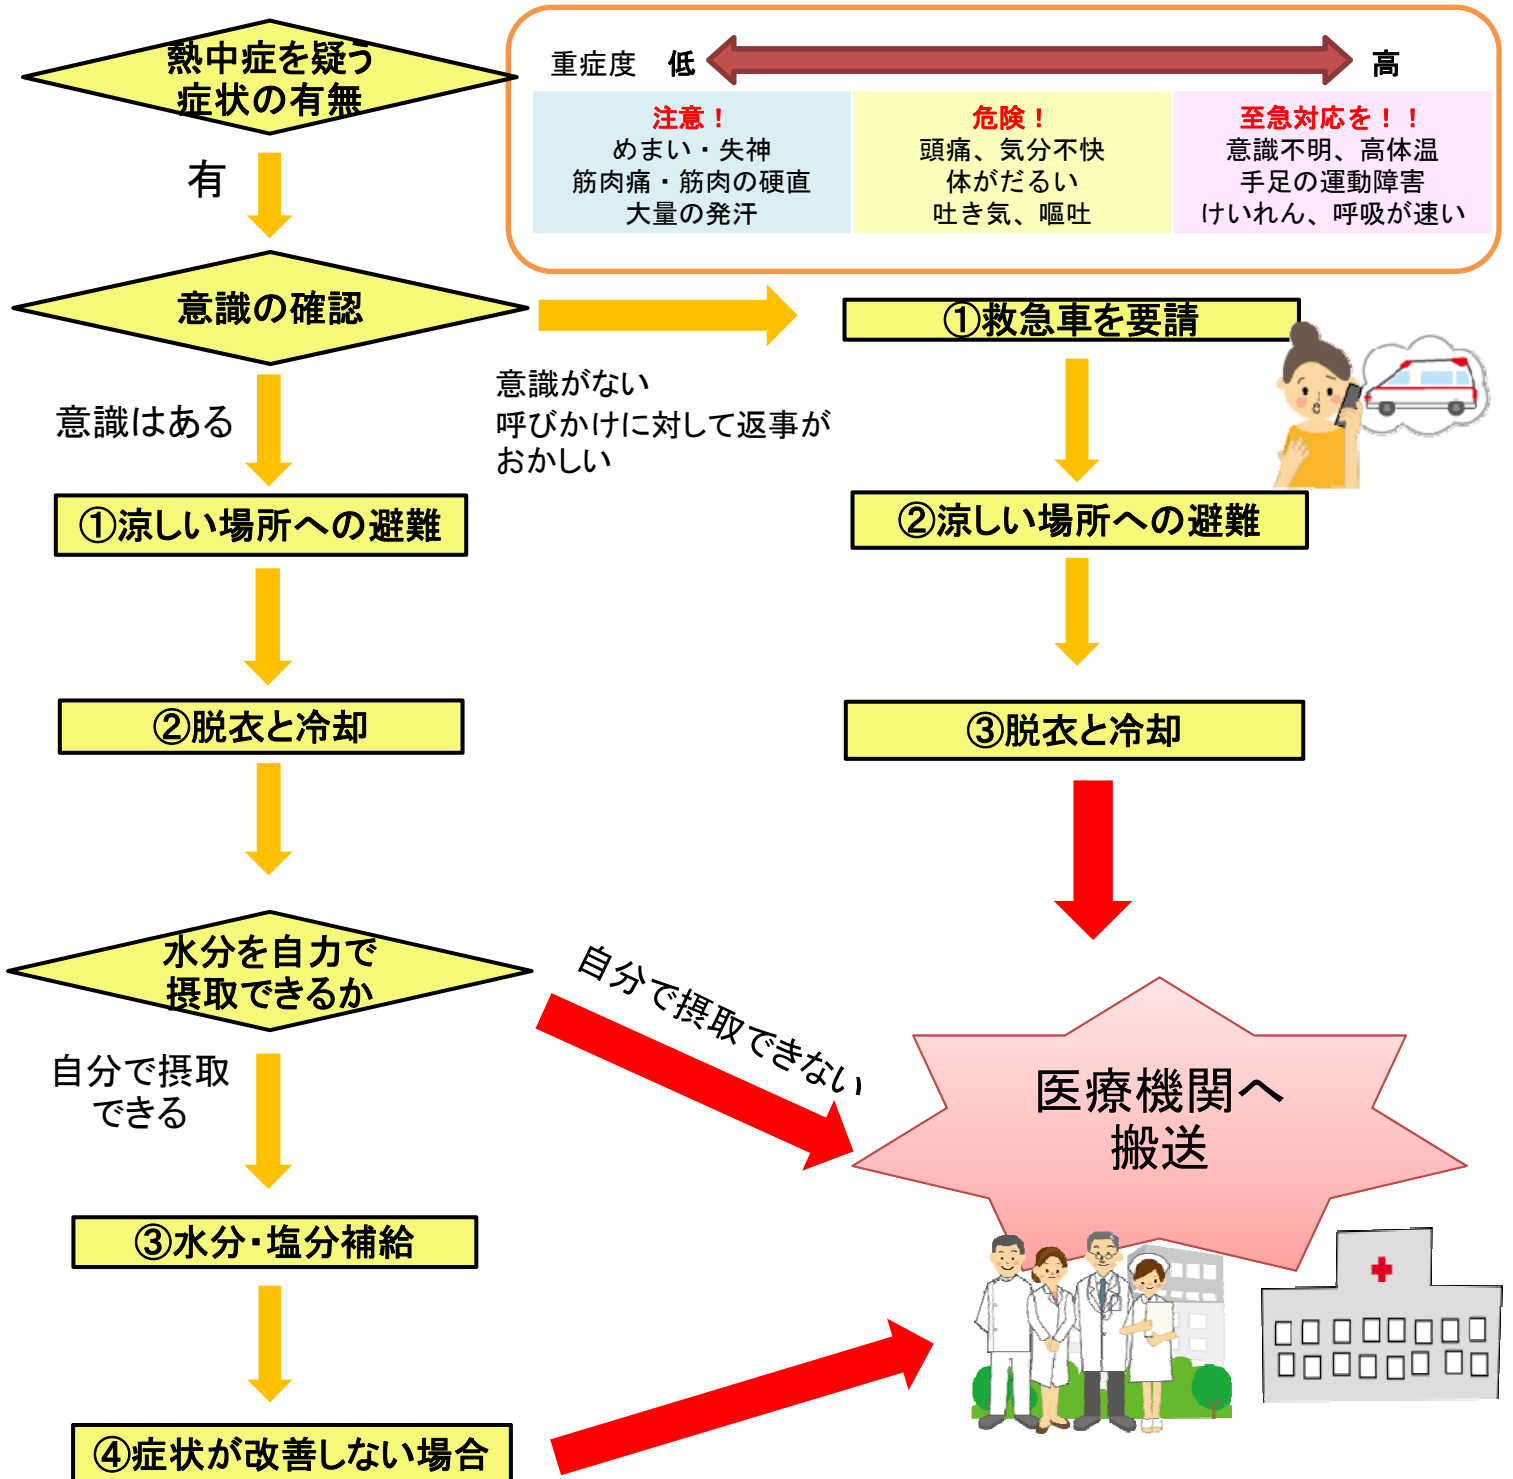 熱中症を疑う
症状の有無
重症度 低 高
注意！
めまい・失神
筋肉痛・筋肉の硬直
大量の発汗
危険！
頭痛、気分不快
体がだるい
吐き気、嘔吐
至急対応を！！
意識不明、高体温
手足の運動障害
けいれん、呼吸が速い
有
意識の確認
意識がない
呼びかけに対して返事が
おかしい
①救急車を要請
意識はある
①涼しい場所への避難
②涼しい場所への避難
②脱衣と冷却
③脱衣と冷却
水分を自力で
摂取できるか
自分で摂取できない
自分で摂取
できる
医療機関へ
搬送
③水分・塩分補給
④症状が改善しない場合